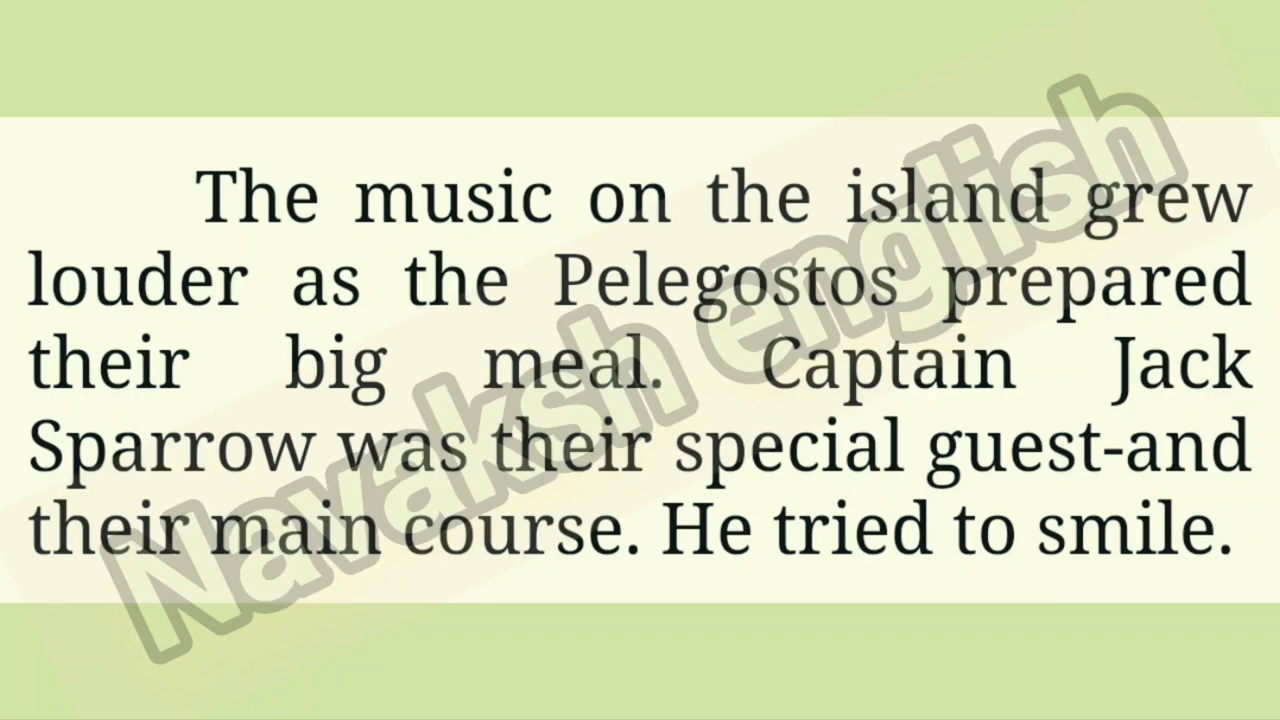 The music on the island grew
louder as the Pelegostos prepared
their big meal. Captain Jack
Sparrow was their special guest-and
their main course. He tried to smile.
Navaksh english